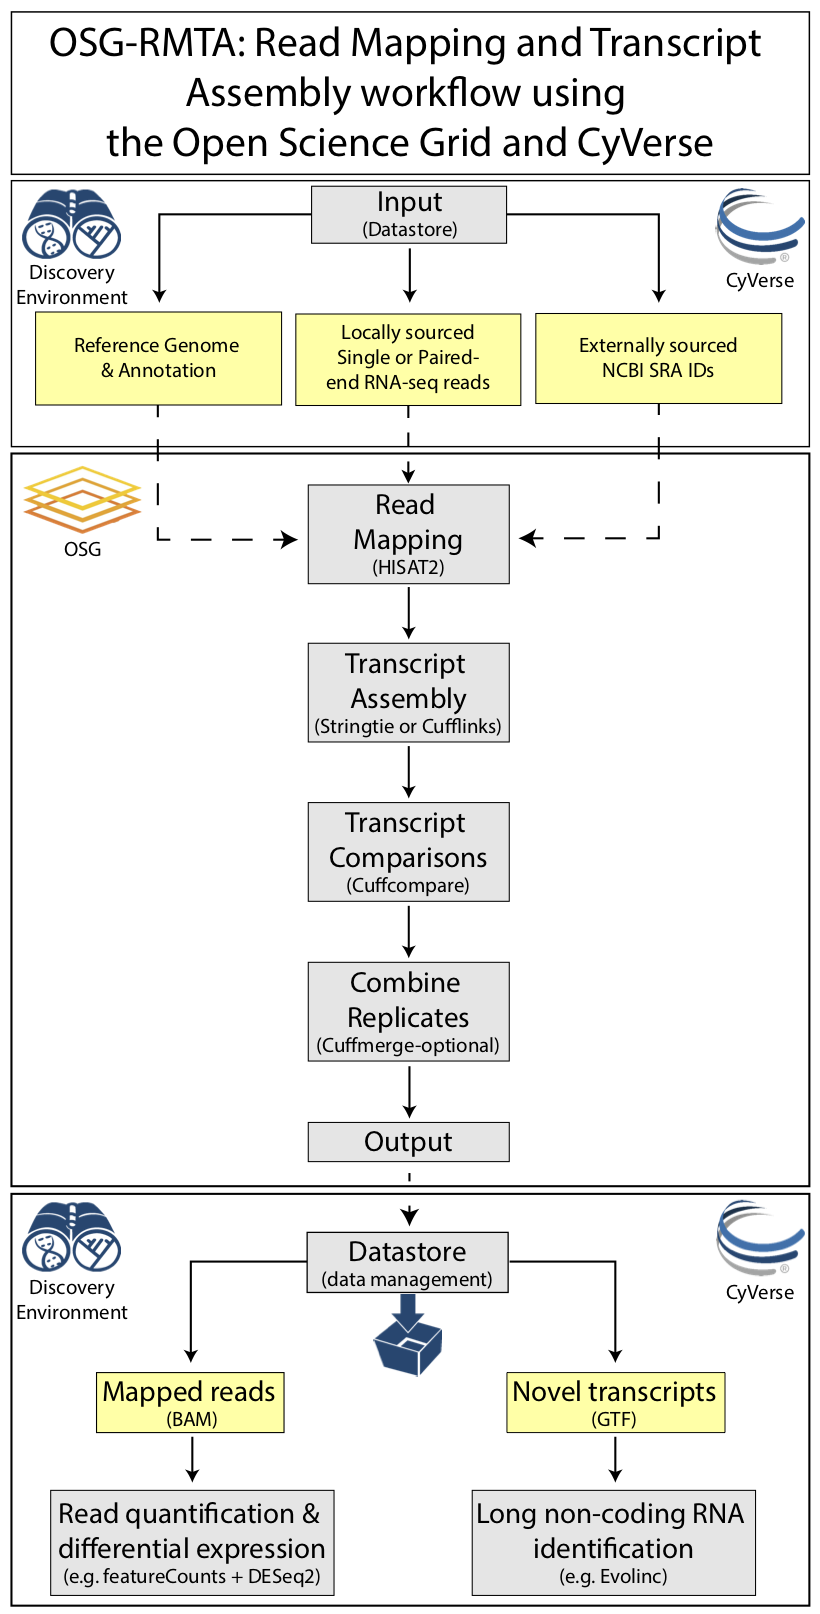 OSG-RMTA: Read Mapping and Transcript
Assembly workflow using
the Open Science Grid and CyVerse
Input
(Datastore)
Discovery
Environment
®
CyVerse
Reference Genome
& Annotation
Locally sourced
Single or Paired-
end RNA-seq reads
Externally sourced
NCBI SRA IDs
OSG
Read
Mapping
(HISAT2)
Transcript
Assembly
(Stringtie or Cufflinks)
Transcript
Comparisons
(Cuffcompare)
Combine
Replicates
(Cuffmerge-optional)
Output
Discovery
Environment
Datastore
(data management)
®
CyVerse
Mapped reads
(BAM)
Novel transcripts
(GTF)
Read quantification &
differential expression
(e.g. featureCounts + DESeq2)
Long non-coding RNA
identification
(e.g. Evolinc)